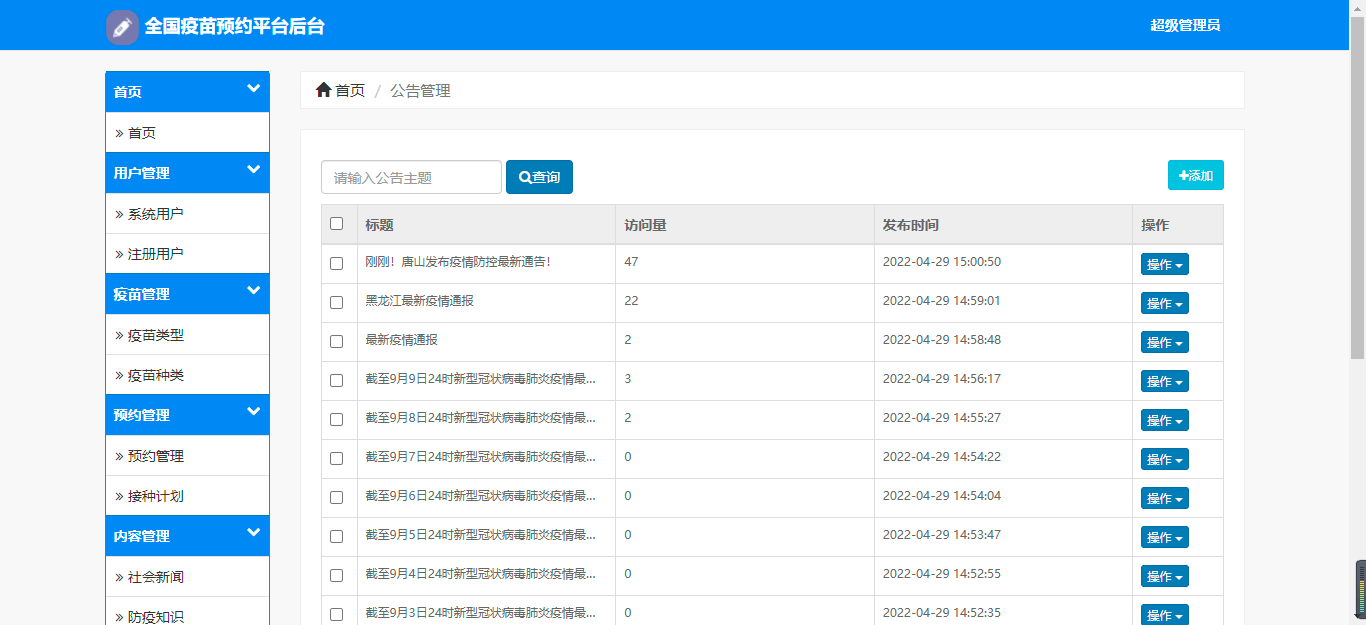 全国疫苗预约平台后台
超级管理员
首页
» 首页
用户管理
» 系统用户
» 注册用户
疫苗管理
» 疫苗类型
» 疫苗种类
预约管理
» 预约管理
» 接种计划
内容管理
» 社会新闻
» 防疫知识
首页 / 公告管理
请输入公告主题 查询 添加
标题 访问量 发布时间 操作
刚刚！唐山发布疫情防控最新通告！ 47 2022-04-29 15:00:50 操作
黑龙江最新疫情通报 22 2022-04-29 14:59:01 操作
最新疫情通报 2 2022-04-29 14:58:48 操作
截至9月9日24时新型冠状病毒肺炎疫情最... 3 2022-04-29 14:56:17 操作
截至9月8日24时新型冠状病毒肺炎疫情最... 2 2022-04-29 14:55:27 操作
截至9月7日24时新型冠状病毒肺炎疫情最... 0 2022-04-29 14:54:22 操作
截至9月6日24时新型冠状病毒肺炎疫情最... 0 2022-04-29 14:54:04 操作
截至9月5日24时新型冠状病毒肺炎疫情最... 0 2022-04-29 14:53:47 操作
截至9月4日24时新型冠状病毒肺炎疫情最... 0 2022-04-29 14:52:55 操作
截至9月3日24时新型冠状病毒肺炎疫情最... 0 2022-04-29 14:52:35 操作